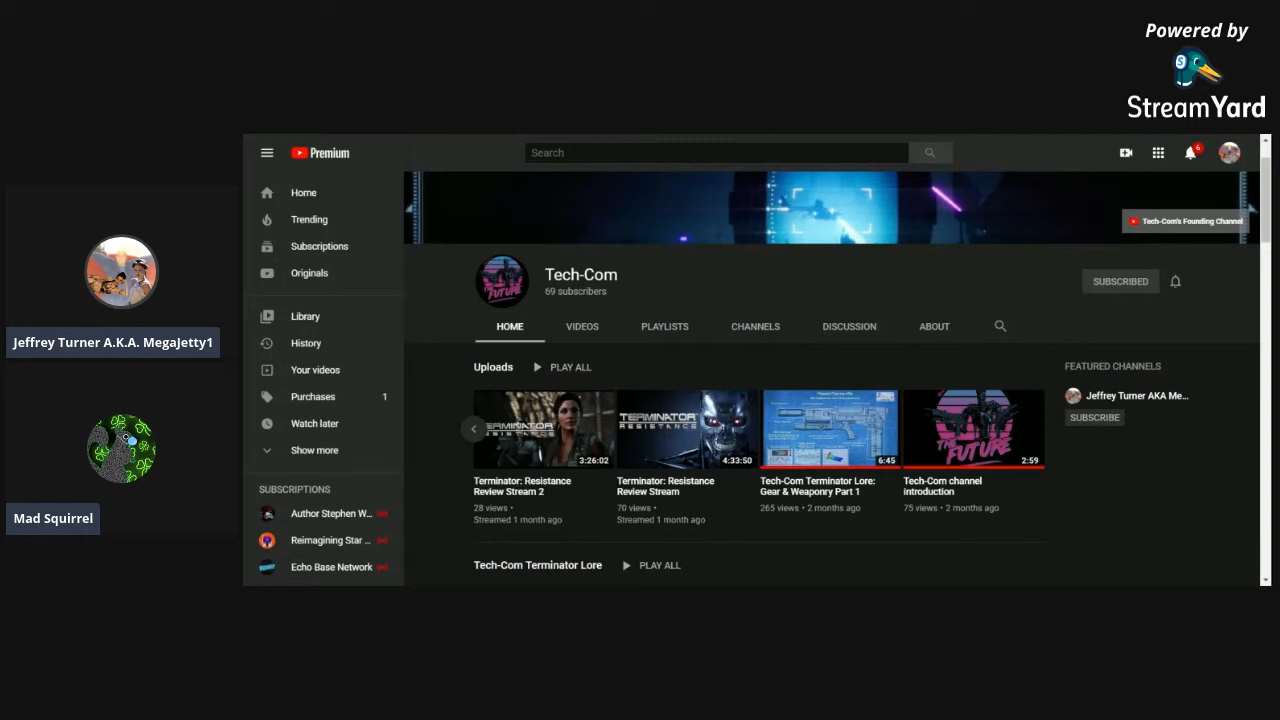 Powered by
StreamYard
Jeffrey Turner A.K.A. MegaJetty1
Mad Squirrel
Premium
Search
6
Home
Trending
Subscriptions
Originals
Library
History
Your videos
Purchases 1
Watch later
Show more
SUBSCRIPTIONS
Author Stephen W...
Reimagining Star ...
Echo Base Network
Tech-Com's Founding Channel
THE FUTURE
Tech-Com
69 subscribers
SUBSCRIBED
HOME VIDEOS PLAYLISTS CHANNELS DISCUSSION ABOUT
Uploads PLAY ALL
TERMINATOR
RESISTANCE
3:26:02
TERMINATOR
RESISTANCE
4:33:50
6:45
THE FUTURE
2:59
Terminator: Resistance
Review Stream 2
28 views •
Streamed 1 month ago
Terminator: Resistance
Review Stream
70 views •
Streamed 1 month ago
Tech-Com Terminator Lore:
Gear & Weaponry Part 1
265 views • 2 months ago
Tech-Com channel
introduction
75 views • 2 months ago
Tech-Com Terminator Lore PLAY ALL
FEATURED CHANNELS
Jeffrey Turner AKA Me...
SUBSCRIBE